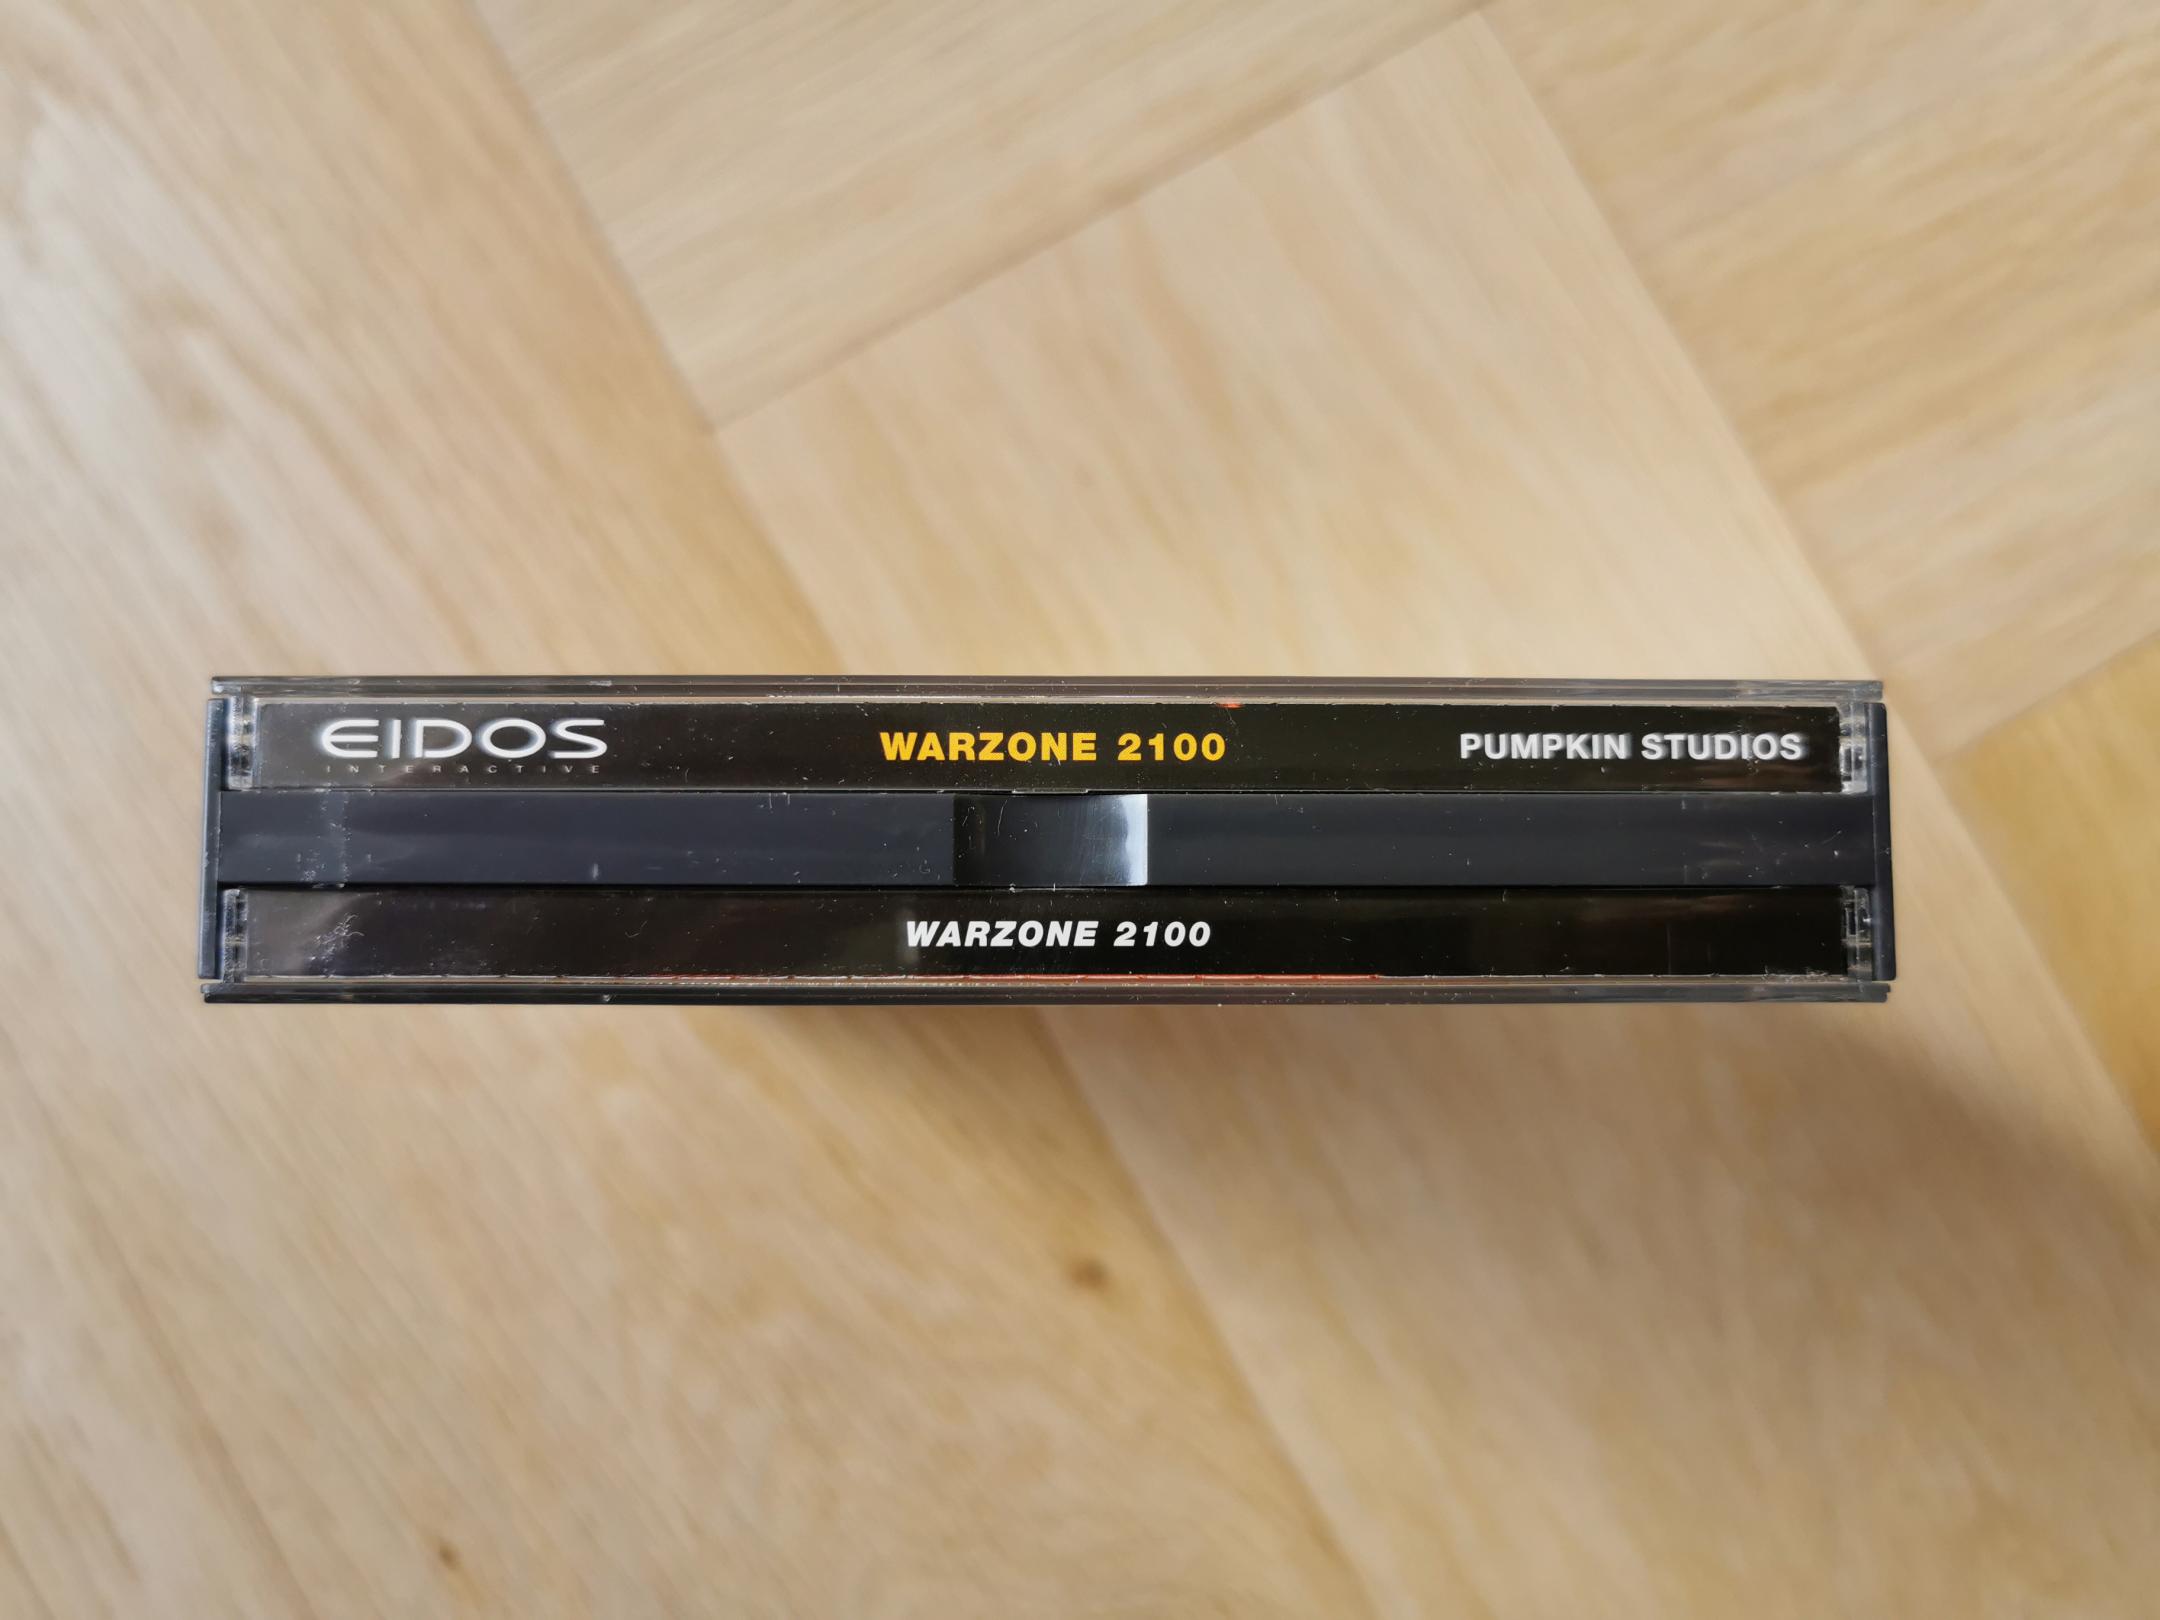 EIDOS WARZONE 2100 PUMPKIN STUDIOS
INTERACTIVE
WARZONE 2100